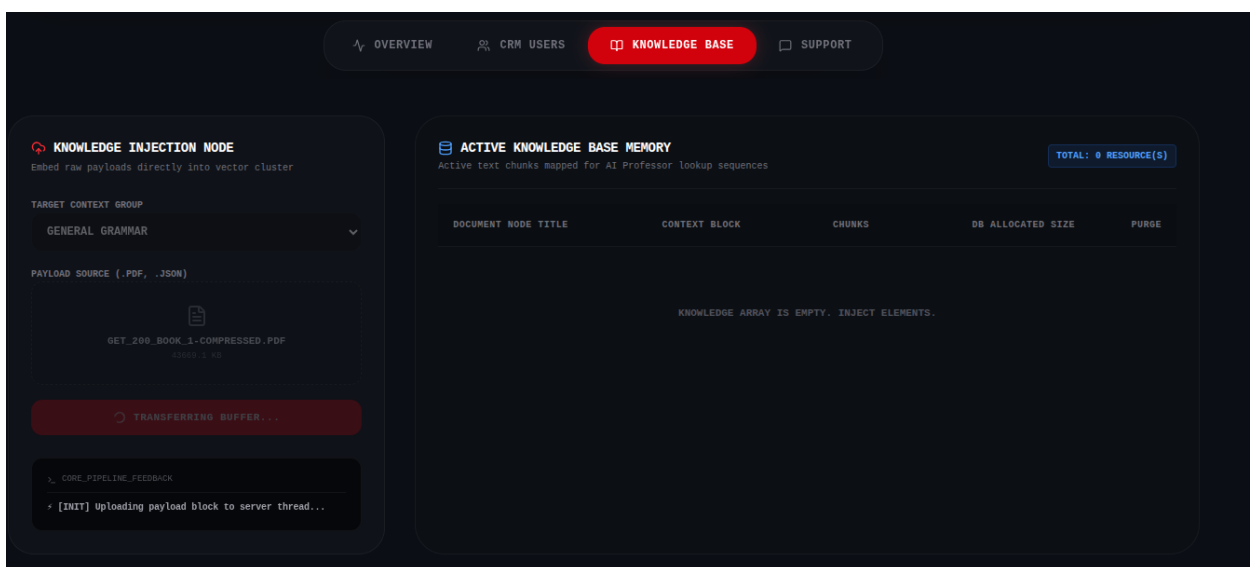 OVERVIEW
CRM USERS
KNOWLEDGE BASE
SUPPORT
KNOWLEDGE INJECTION NODE
Embed raw payloads directly into vector cluster
TARGET CONTEXT GROUP
GENERAL GRAMMAR
PAYLOAD SOURCE (.PDF, .JSON)
GET_200_BOOK_1-COMPRESSED.PDF
KB
TRANSFERRING BUFFER...
CORE_PIPELINE_FEEDBACK
⚡ [INIT] Uploading payload block to server thread...
ACTIVE KNOWLEDGE BASE MEMORY
Active text chunks mapped for AI Professor lookup sequences
TOTAL: 0 RESOURCE(S)
DOCUMENT NODE TITLE CONTEXT BLOCK CHUNKS DB ALLOCATED SIZE PURGE
KNOWLEDGE ARRAY IS EMPTY. INJECT ELEMENTS.